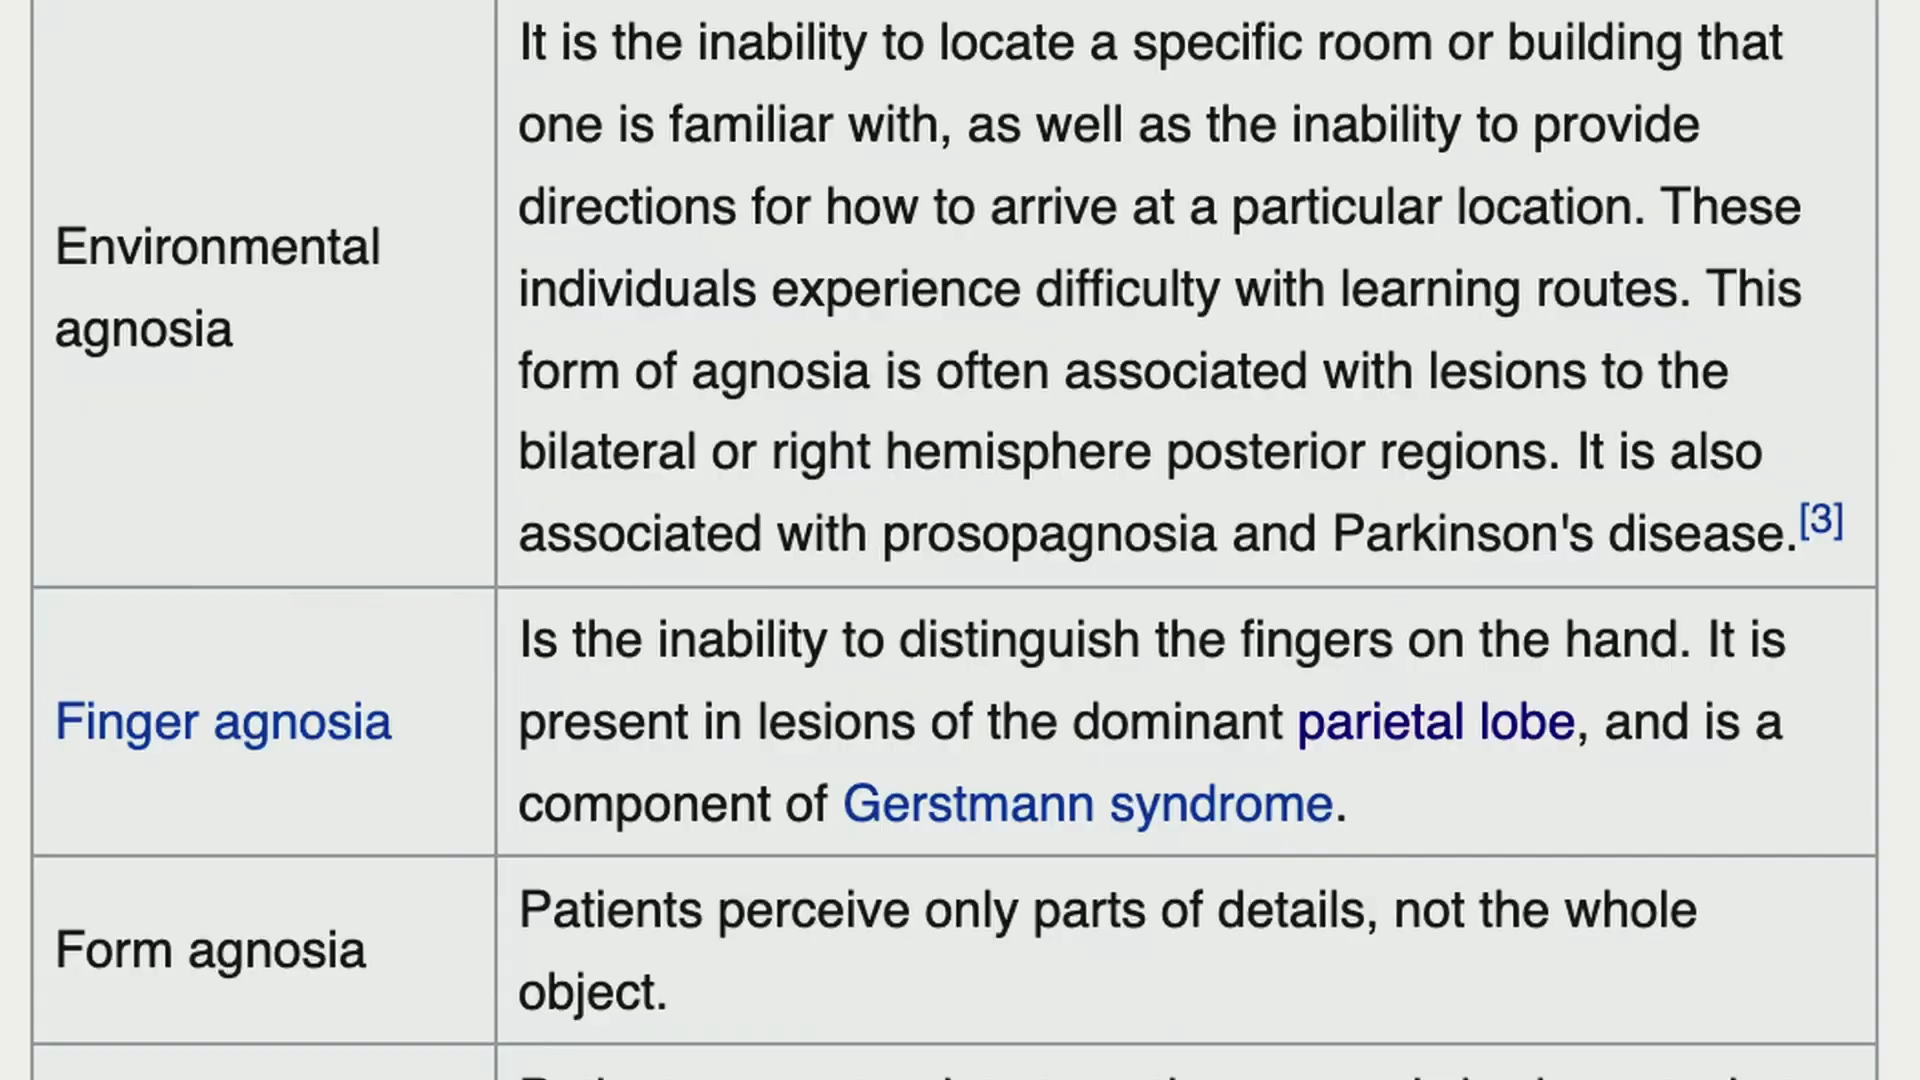 Environmental
agnosia
It is the inability to locate a specific room or building that
one is familiar with, as well as the inability to provide
directions for how to arrive at a particular location. These
individuals experience difficulty with learning routes. This
form of agnosia is often associated with lesions to the
bilateral or right hemisphere posterior regions. It is also
associated with prosopagnosia and Parkinson's disease.[3]
Finger agnosia
Is the inability to distinguish the fingers on the hand. It is
present in lesions of the dominant parietal lobe, and is a
component of Gerstmann syndrome.
Form agnosia
Patients perceive only parts of details, not the whole
object.